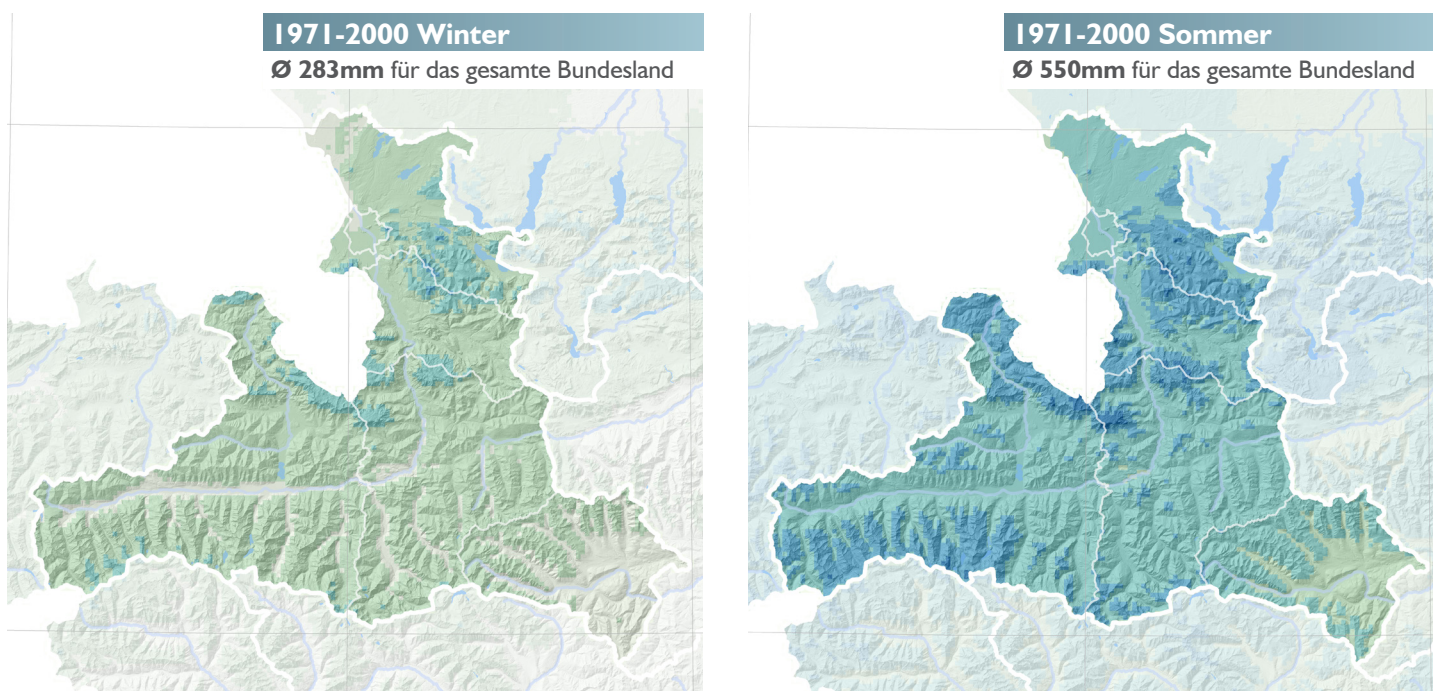 1971-2000 Winter
Ø 283mm für das gesamte Bundesland
1971-2000 Sommer
Ø 550mm für das gesamte Bundesland